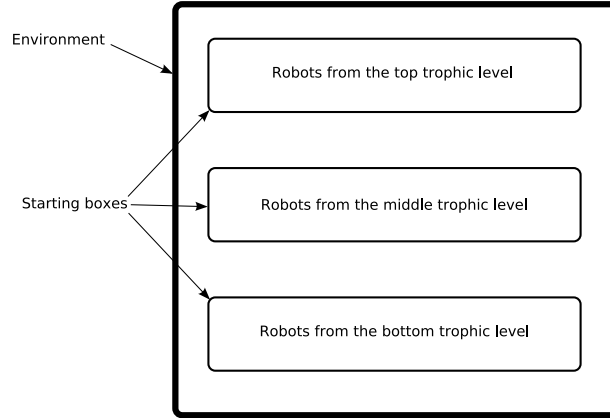 Environment
Robots from the top trophic level
Starting boxes
Robots from the middle trophic level
Robots from the bottom trophic level